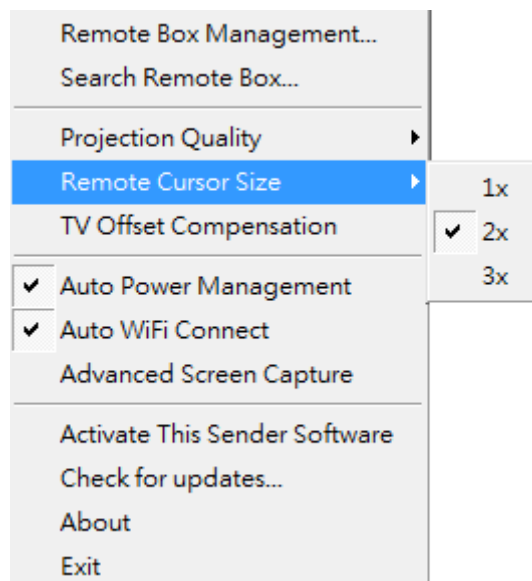 Remote Box Management...
Search Remote Box...
Projection Quality
Remote Cursor Size
TV Offset Compensation
Auto Power Management
Auto WiFi Connect
Advanced Screen Capture
Activate This Sender Software
Check for updates...
About
Exit
1x
2x
3x